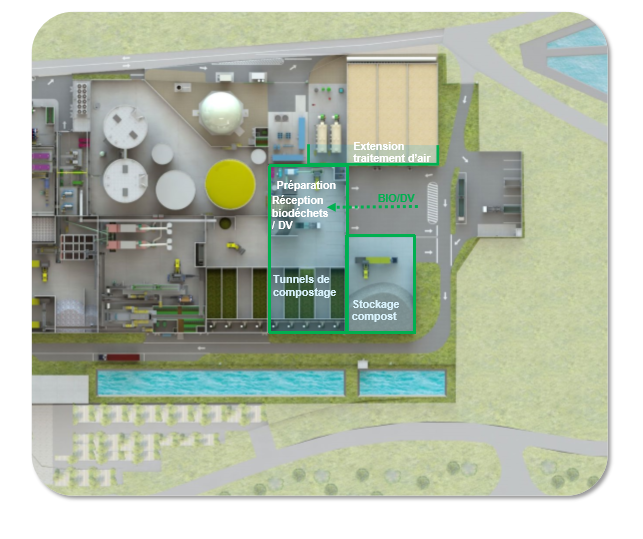 Extension
traitement d'air
Préparation
Réception
biodéchets
/ DV
BIO/DV
Tunnels de
compostage
Stockage
compost